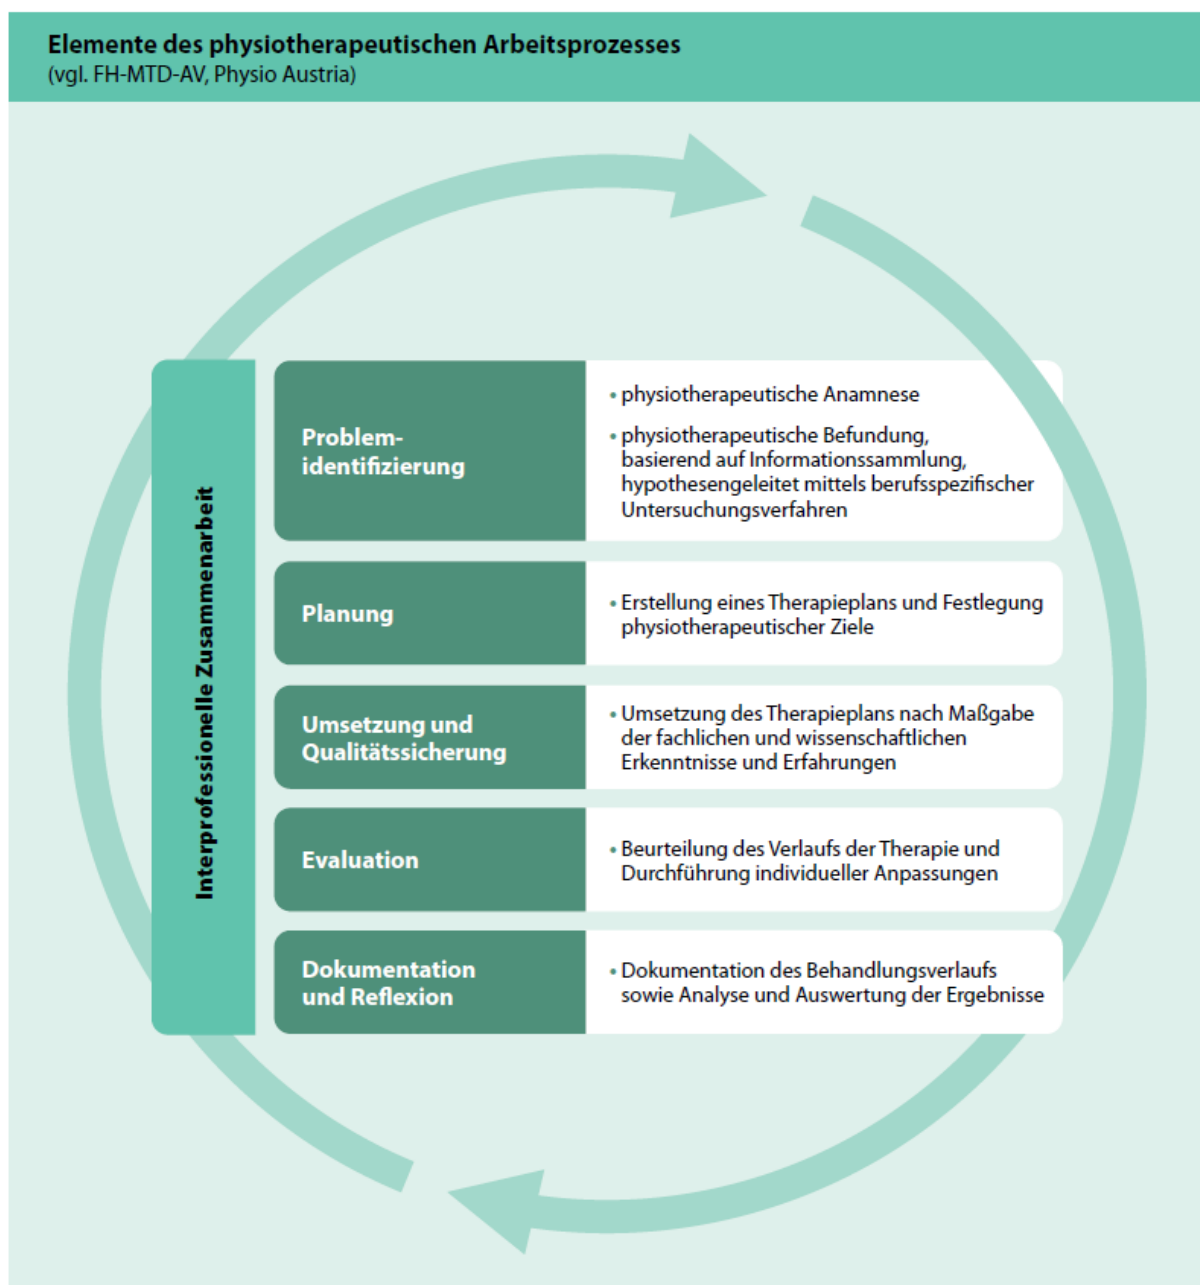 Elemente des physiotherapeutischen Arbeitsprozesses
(vgl. FH-MTD-AV, Physio Austria)
Interprofessionelle Zusammenarbeit
Problem-
identifizierung
• physiotherapeutische Anamnese
• physiotherapeutische Befundung,
basierend auf Informationssammlung,
hypothesengeleitet mittels berufsspezifischer
Untersuchungsverfahren
Planung
• Erstellung eines Therapieplans und Festlegung
physiotherapeutischer Ziele
Umsetzung und
Qualitätssicherung
• Umsetzung des Therapieplans nach Maßgabe
der fachlichen und wissenschaftlichen
Erkenntnisse und Erfahrungen
Evaluation
• Beurteilung des Verlaufs der Therapie und
Durchführung individueller Anpassungen
Dokumentation
und Reflexion
• Dokumentation des Behandlungsverlaufs
sowie Analyse und Auswertung der Ergebnisse